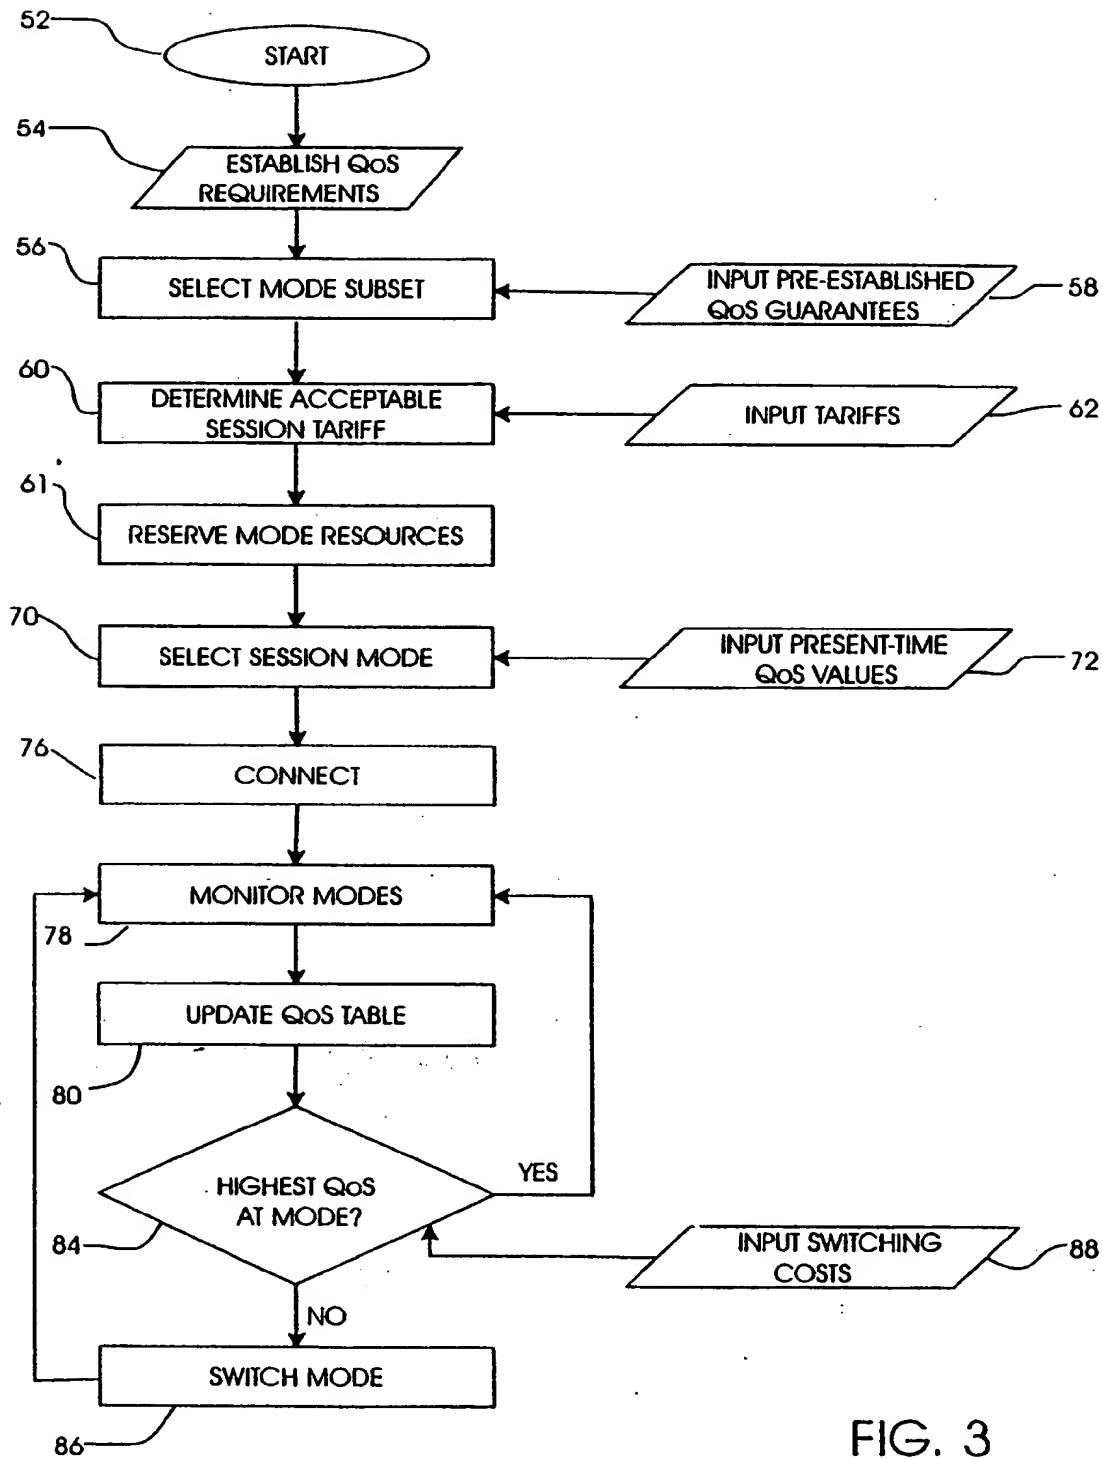 52
START
54
ESTABLISH QoS
REQUIREMENTS
56
SELECT MODE SUBSET
INPUT PRE-ESTABLISHED
QoS GUARANTEES
58
60
DETERMINE ACCEPTABLE
SESSION TARIFF
INPUT TARIFFS
62
61
RESERVE MODE RESOURCES
70
SELECT SESSION MODE
INPUT PRESENT-TIME
QoS VALUES
72
76
CONNECT
MONITOR MODES
78
UPDATE QoS TABLE
80
HIGHEST QoS
AT MODE?
YES
84
INPUT SWITCHING
COSTS
88
NO
SWITCH MODE
86
FIG. 3